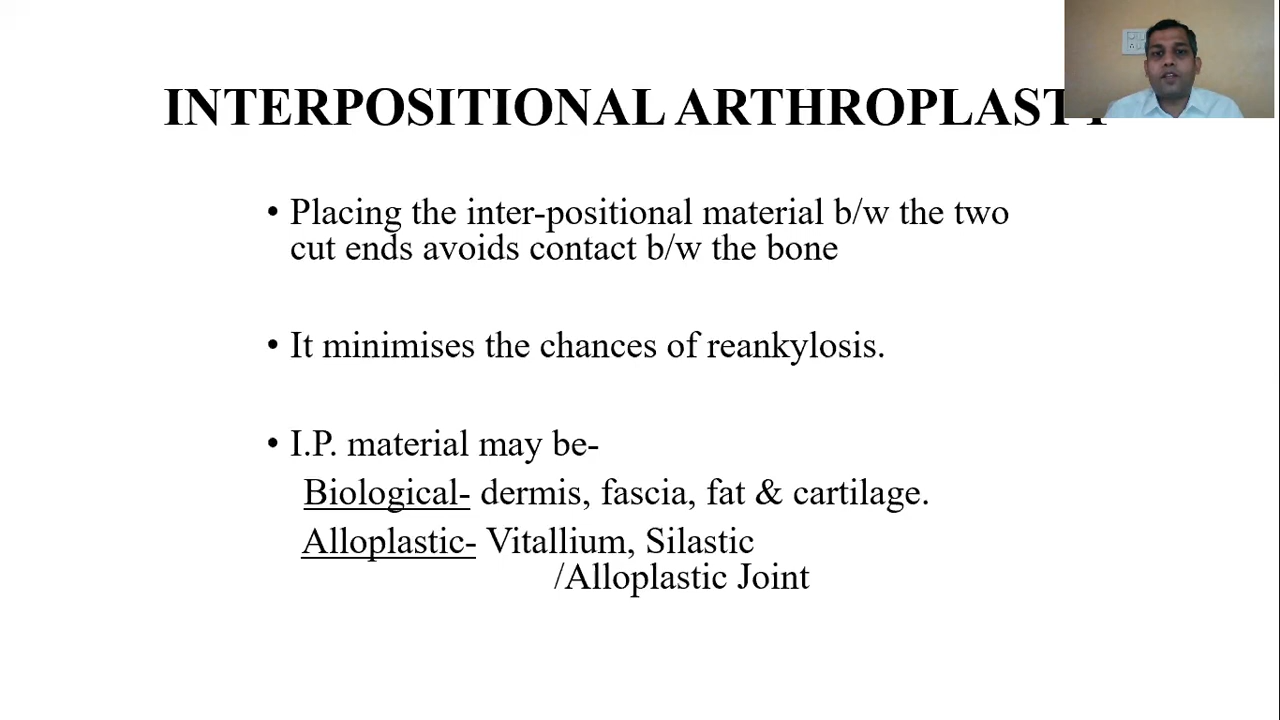 INTERPOSITIONAL ARTHROPLASTY
• Placing the inter-positional material b/w the two
cut ends avoids contact b/w the bone
• It minimises the chances of reankylosis.
• I.P. material may be-
Biological- dermis, fascia, fat & cartilage.
Alloplastic- Vitallium, Silastic
/Alloplastic Joint